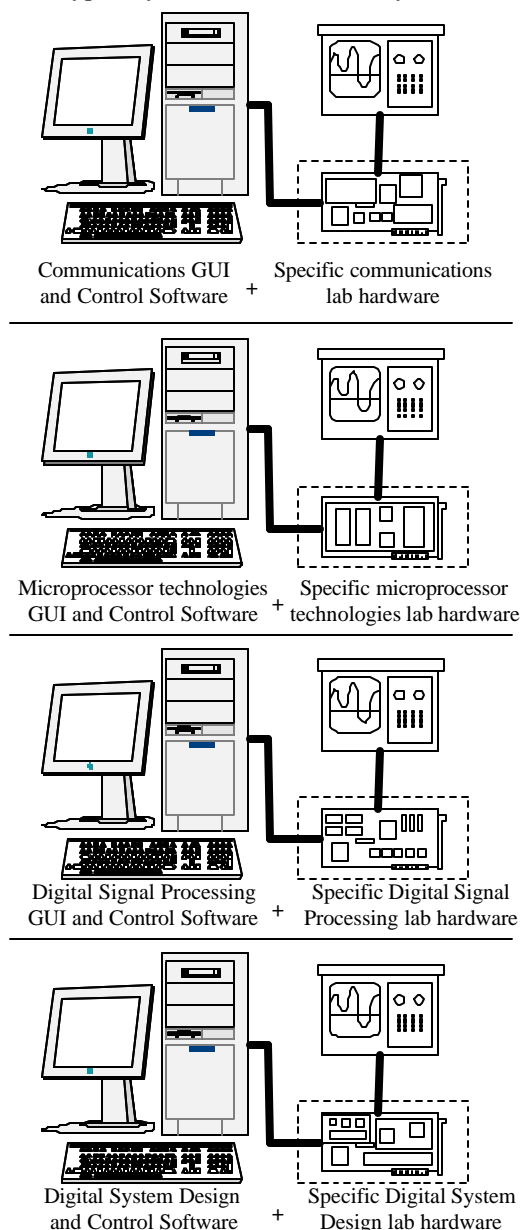 Communications GUI
and Control Software
+
Specific communications
lab hardware
Microprocessor technologies
GUI and Control Software
+
Specific microprocessor
technologies lab hardware
Digital Signal Processing
GUI and Control Software
+
Specific Digital Signal
Processing lab hardware
Digital System Design
and Control Software
+
Specific Digital System
Design lab hardware